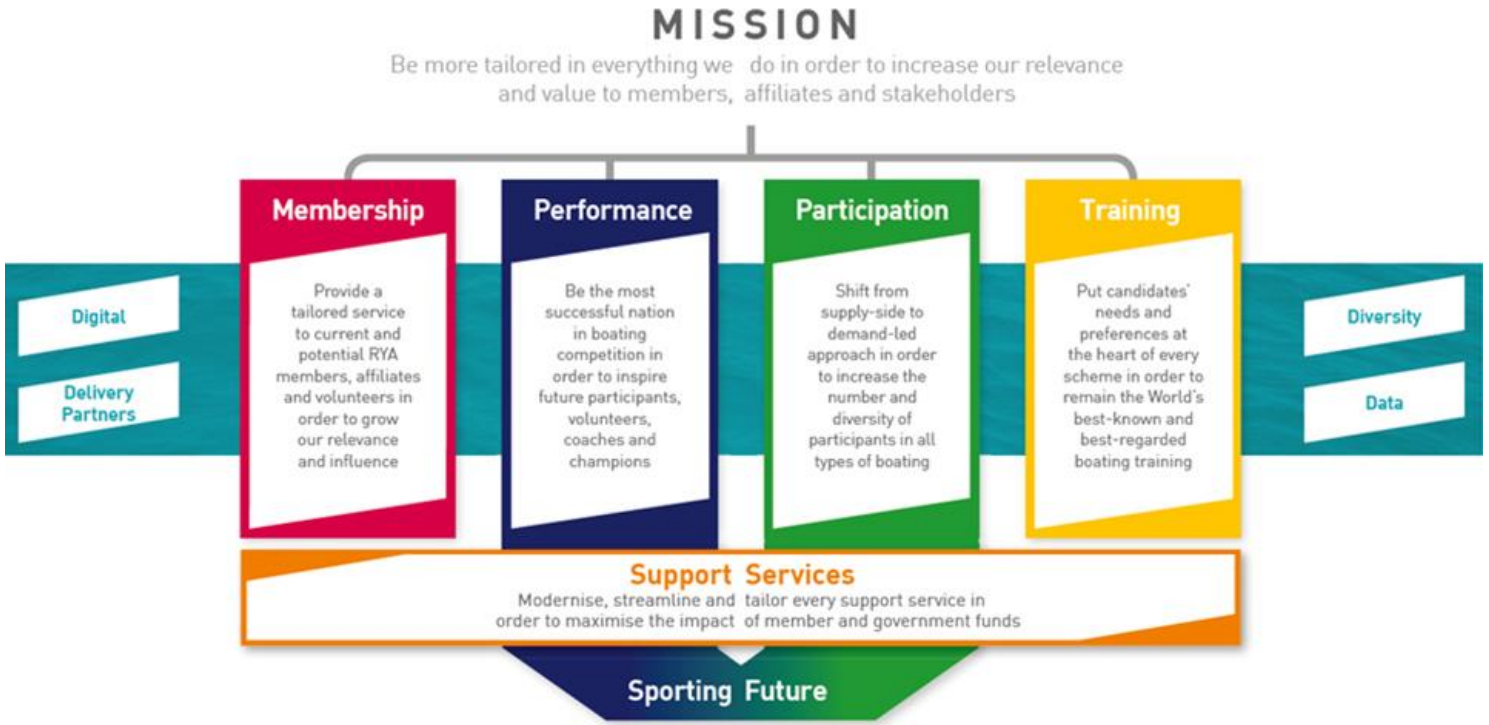 MISSION
Be more tailored in everything we do in order to increase our relevance
and value to members, affiliates and stakeholders
Membership
Provide a
tailored service
to current and
potential RYA
members, affiliates
and volunteers in
order to grow
our relevance
and influence
Performance
Be the most
successful nation
in boating
competition in
order to inspire
future participants,
volunteers,
coaches and
champions
Participation
Shift from
supply-side to
demand-led
approach in order
to increase the
number and
diversity of
participants in all
types of boating
Training
Put candidates'
needs and
preferences at
the heart of every
scheme in order to
remain the World's
best-known and
best-regarded
boating training
Digital
Delivery
Partners
Diversity
Data
Support Services
Modernise, streamline and tailor every support service in
order to maximise the impact of member and government funds
Sporting Future